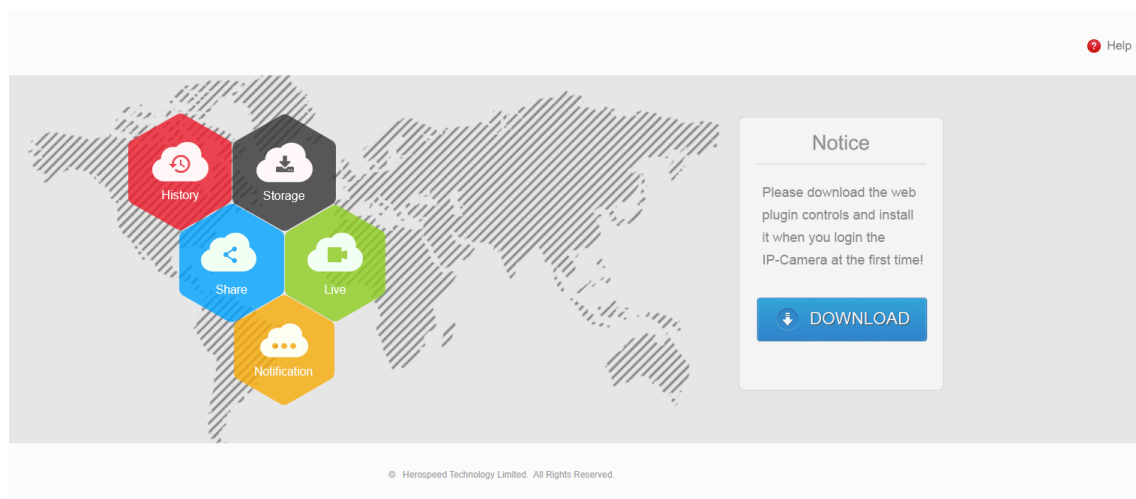 Help
History
Storage
Share
Live
Notification
Notice
Please download the web
plugin controls and install
it when you login the
IP-Camera at the first time!
DOWNLOAD
© Herospeed Technology Limited. All Rights Reserved.